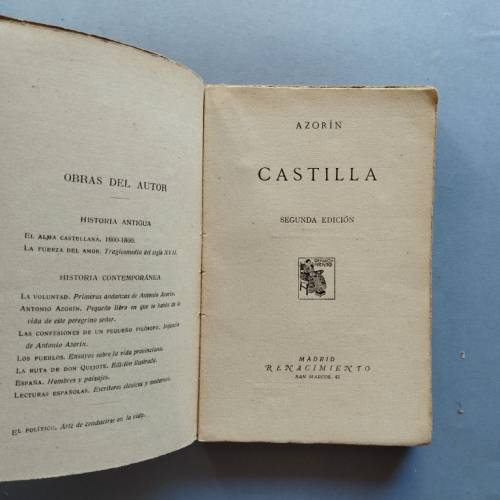 OBRAS DEL AUTOR
HISTORIA ANTIGUA
EL ALMA CASTELLANA, 1600-1800.
LA FUERZA DEL AMOR. Tragicomedia del siglo XVII.
HISTORIA CONTEMPORÁNEA
LA VOLUNTAD. Primeras andanzas de Antonio Azorín.
ANTONIO AZORÍN. Pequeño libro en que se habla de la
vida de este peregrino señor.
LAS CONFESIONES DE UN PEQUEÑO FILÓSOFO. Infancia
de Antonio Azorín.
LOS PUEBLOS. Ensayos sobre la vida provinciana.
LA RUTA DE DON QUIJOTE. Edición ilustrada.
ESPAÑA. Hombres y paisajes.
LECTURAS ESPAÑOLAS. Escritores clásicos y modernos.
EL POLÍTICO. Arte de conducirse en la vida.
AZORÍN
CASTILLA
SEGUNDA EDICIÓN
RENACI
MIENTO
MADRID
RENACIMIENTO
SAN MARCOS, 42